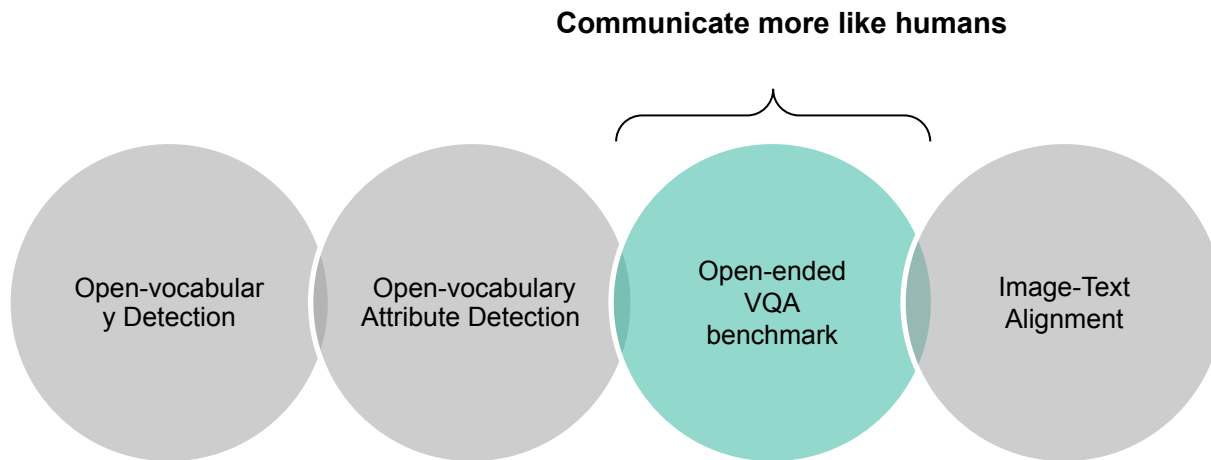 Communicate more like humans
Open-vocabular
y Detection
Open-vocabulary
Attribute Detection
Open-ended
VQA
benchmark
Image-Text
Alignment